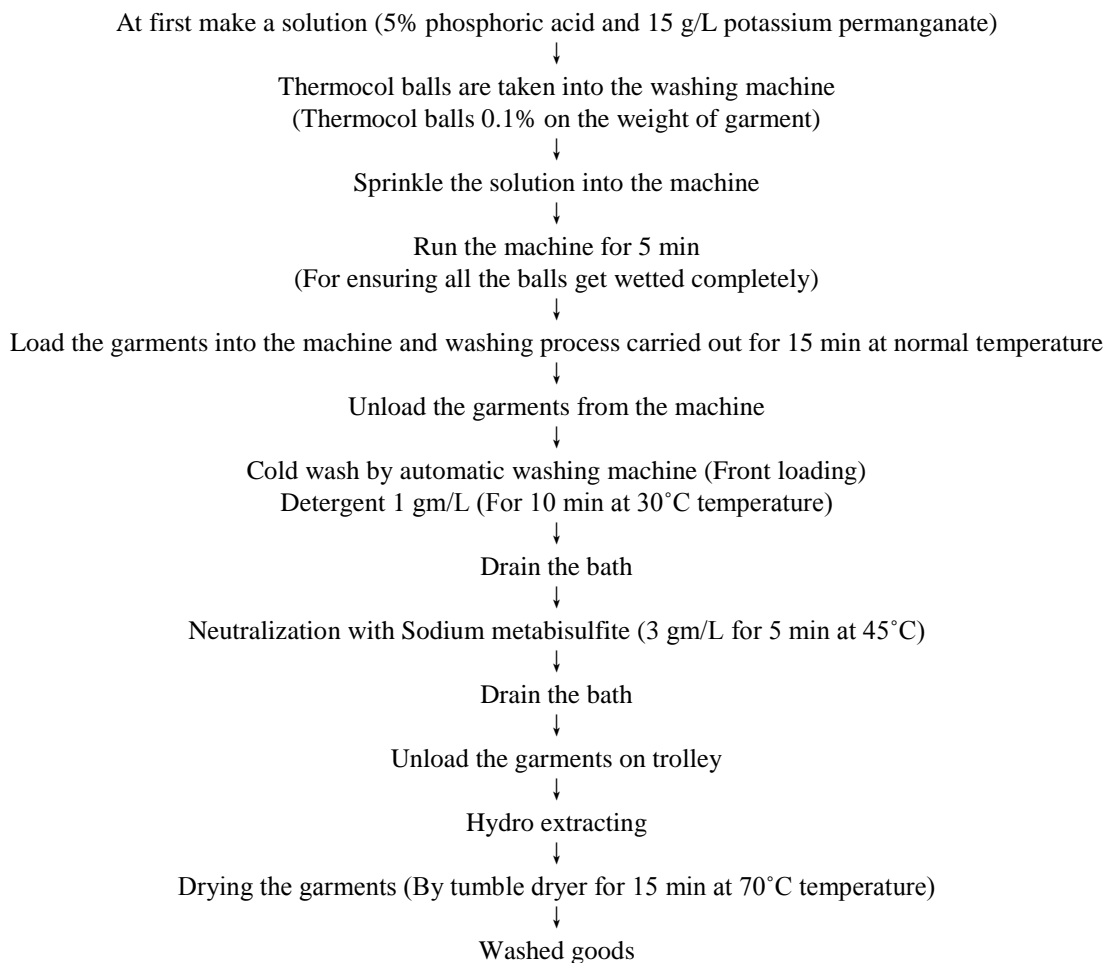 At first make a solution (5% phosphoric acid and 15 g/L potassium permanganate)
↓
Thermocol balls are taken into the washing machine
(Thermocol balls 0.1% on the weight of garment)
↓
Sprinkle the solution into the machine
↓
Run the machine for 5 min
(For ensuring all the balls get wetted completely)
↓
Load the garments into the machine and washing process carried out for 15 min at normal temperature
↓
Unload the garments from the machine
↓
Cold wash by automatic washing machine (Front loading)
Detergent 1 gm/L (For 10 min at 30˚C temperature)
↓
Drain the bath
↓
Neutralization with Sodium metabisulfite (3 gm/L for 5 min at 45˚C)
↓
Drain the bath
↓
Unload the garments on trolley
↓
Hydro extracting
↓
Drying the garments (By tumble dryer for 15 min at 70˚C temperature)
↓
Washed goods